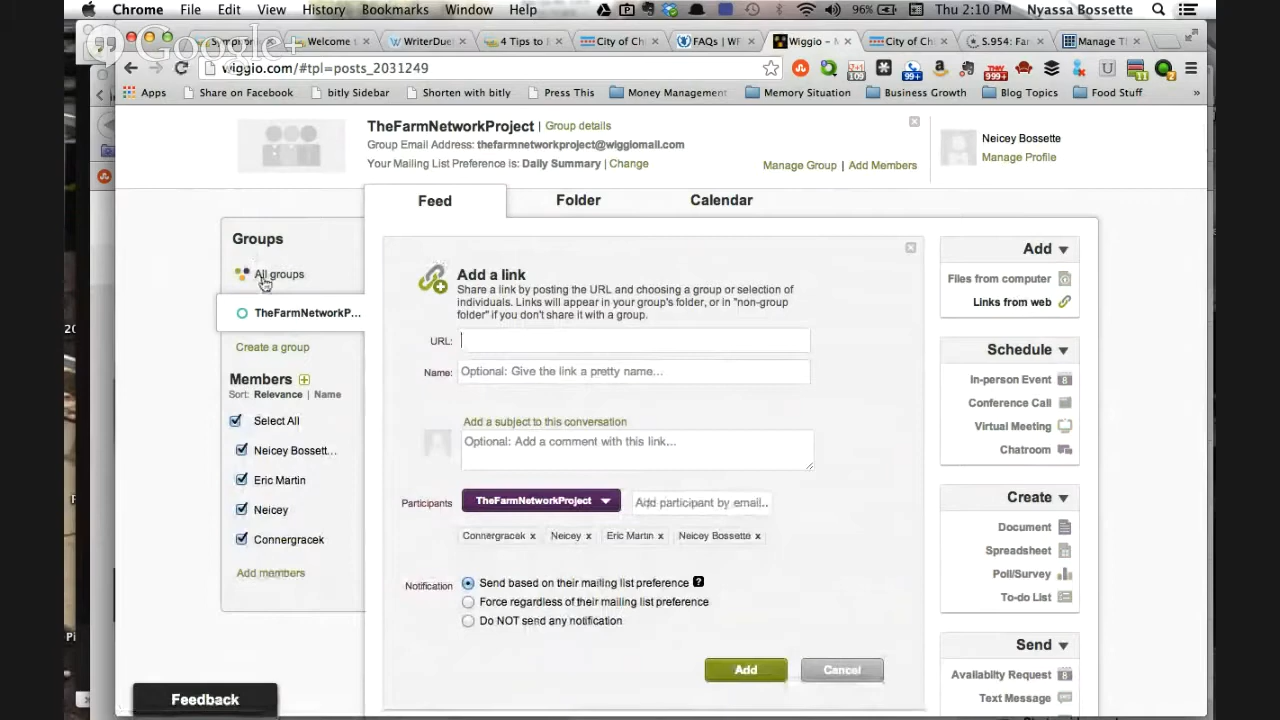 Chrome File Edit View History Bookmarks Window Help 96% Thu 2:10 PM Nyassa Bossette
Google+
Welcome t WriterDue 4 Tips to City of Ch FAQs | WP Wiggio – M City of Ch S.954: Far Manage T
wiggio.com/#tpl=posts_2031249
Apps Share on Facebook bitly Sidebar Shorten with bitly Press This Money Management Memory Situation Business Growth Blog Topics Food Stuff »
TheFarmNetworkProject | Group details
Group Email Address: thefarmnetworkproject@wiggiomail.com
Your Mailing List Preference is: Daily Summary | Change
Manage Group | Add Members
Neicey Bossette
Manage Profile
Feed Folder Calendar
Groups
All groups
TheFarmNetworkP...
Create a group
Members
Sort: Relevance | Name
Select All
Neicey Bossett...
Eric Martin
Neicey
Connergracek
Add members
Add a link
Share a link by posting the URL and choosing a group or selection of
individuals. Links will appear in your group's folder, or in "non-group
folder" if you don't share it with a group.
URL:
Name: Optional: Give the link a pretty name...
Add a subject to this conversation
Optional: Add a comment with this link...
Participants TheFarmNetworkProject Add participant by email..
Connergracek x Neicey x Eric Martin x Neicey Bossette x
Notification Send based on their mailing list preference ?
Force regardless of their mailing list preference
Do NOT send any notification
Add Cancel
Add
Files from computer
Links from web
Schedule
In-person Event
Conference Call
Virtual Meeting
Chatroom
Create
Document
Spreadsheet
Poll/Survey
To-do List
Send
Availablity Request
Text Message
Feedback